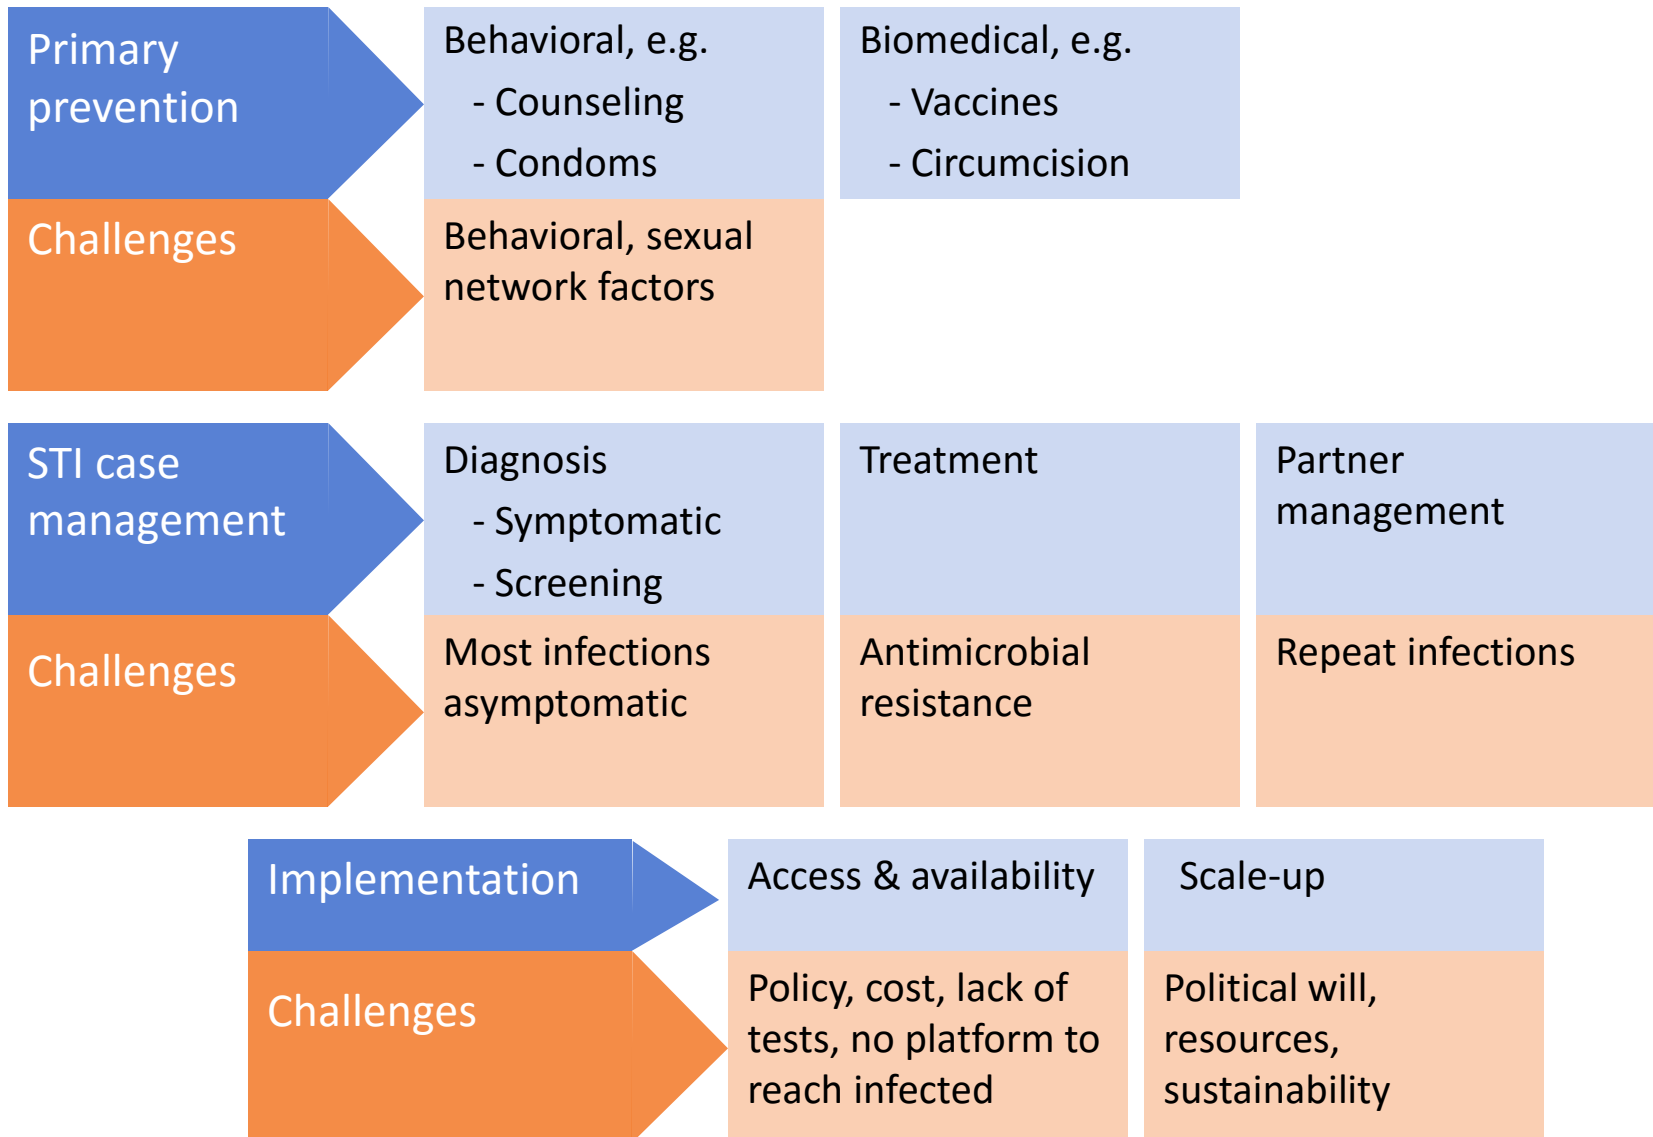 Primary
prevention
Behavioral, e.g.
- Counseling
- Condoms
Biomedical, e.g.
- Vaccines
- Circumcision
Challenges
Behavioral, sexual
network factors
STI case
management
Diagnosis
- Symptomatic
- Screening
Treatment
Partner
management
Challenges
Most infections
asymptomatic
Antimicrobial
resistance
Repeat infections
Implementation
Access & availability
Scale-up
Challenges
Policy, cost, lack of
tests, no platform to
reach infected
Political will,
resources,
sustainability